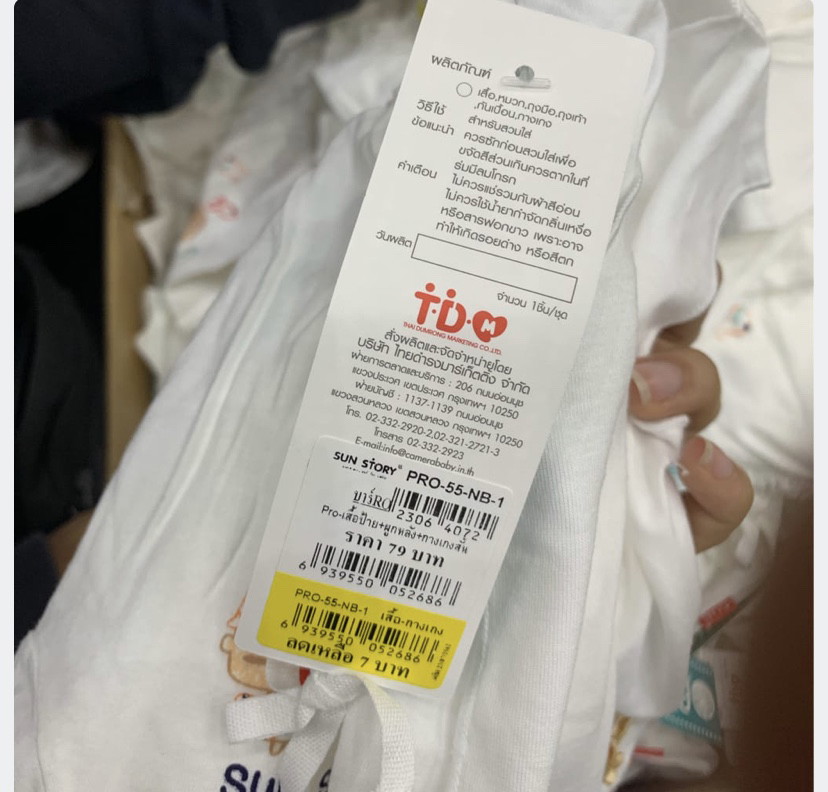 ผลิตภัณฑ์
เสื้อ,หมวก,ถุงมือ,ถุงเท้า
,กันเปื้อน,กางเกง
วิธีใช้ สำหรับสวมใส่
ข้อแนะนำ ควรซักก่อนสวมใส่เพื่อ
ขจัดสีส่วนเกินควรตากในที่
ร่มมีลมโกรก
คำเตือน ไม่ควรแช่รวมกับผ้าสีอ่อน
ไม่ควรใช้น้ำยากำจัดกลิ่นเหงื่อ
หรือสารฟอกขาว เพราะอาจ
ทำให้เกิดรอยด่าง หรือสีตก
วันผลิต
จำนวน 1ชิ้น/ชุด
T.D.M
THAI DUMRONG MARKETING CO.,LTD.
สั่งผลิตและจัดจำหน่ายโดย
บริษัท ไทยดำรงมาร์เก็ตติ้ง จำกัด
ฝ่ายการตลาดและบริการ : 206 ถนนอ่อนนุช
แขวงประเวศ เขตประเวศ กรุงเทพฯ 10250
ฝ่ายบัญชี : 1137-1139 ถนนอ่อนนุช
แขวงสวนหลวง เขตสวนหลวง กรุงเทพฯ 10250
โทร. 02-332-2920-2,02-321-2721-3
โทรสาร 02-332-2923
E-mail:info@camerababy.in.th
SUN STORY® PRO-55-NB-1
บาร์RO
2306 4072
Pro-เสื้อป้าย+ผูกหลัง+กางเกงสั้น
ราคา 79 บาท
6 939550 052686
PRO-55-NB-1 เสื้อ-กางเกง
6 939550 052686
ลดเหลือ 7 บาท
SU